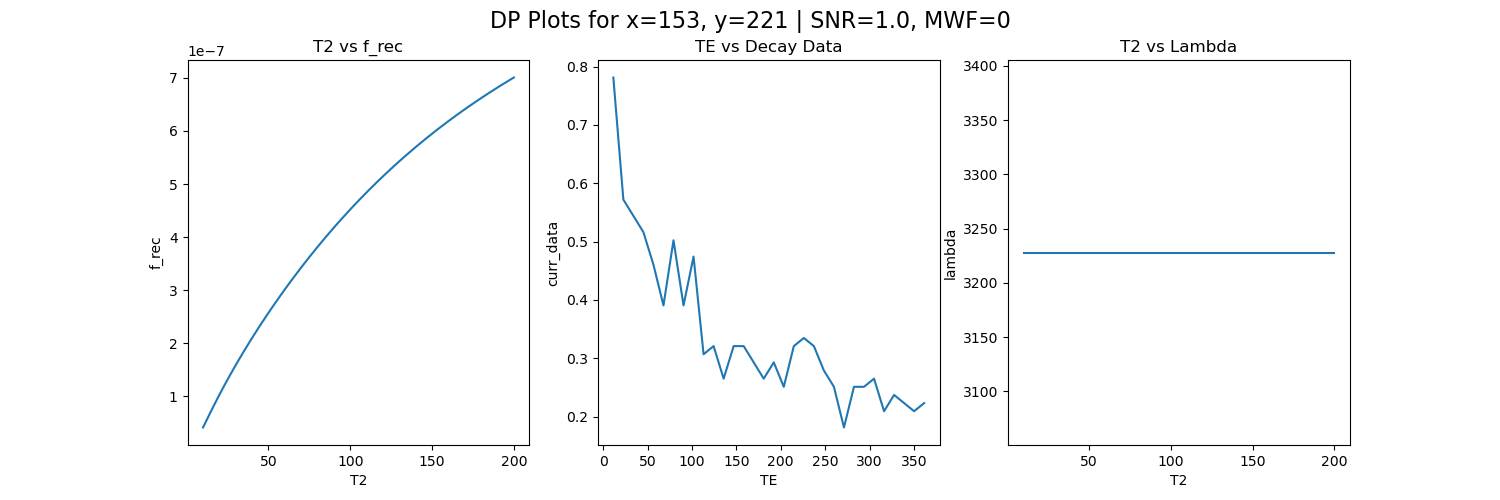 DP Plots for x=153, y=221 | SNR=1.0, MWF=0
T2 vs f_rec
1e−7
7
6
5
4
3
2
1
f_rec
50 100 150 200
T2
TE vs Decay Data
0.8
0.7
0.6
0.5
0.4
0.3
0.2
curr_data
0 50 100 150 200 250 300 350
TE
T2 vs Lambda
3400
3350
3300
3250
3200
3150
3100
lambda
50 100 150 200
T2